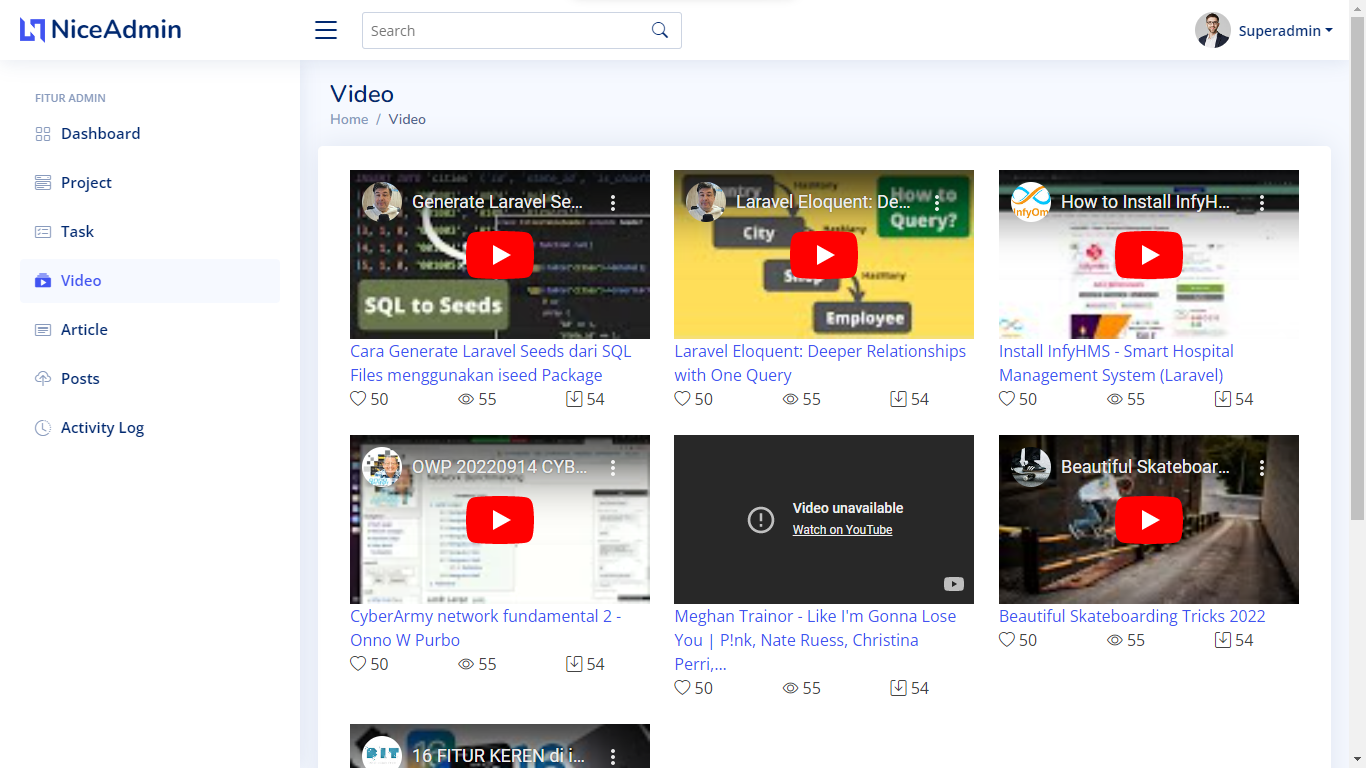 NiceAdmin
Search
Superadmin
FITUR ADMIN
Dashboard
Project
Task
Video
Article
Posts
Activity Log
Video
Home / Video
Generate Laravel Se...
SQL to Seeds
Cara Generate Laravel Seeds dari SQL
Files menggunakan iseed Package
50 55 54
Laravel Eloquent: De...
How to
Query?
City
HasMany
Employee
Laravel Eloquent: Deeper Relationships
with One Query
50 55 54
InfyOm
How to Install InfyH...
Install InfyHMS - Smart Hospital
Management System (Laravel)
50 55 54
OWP 20220914 CYB...
Network Benchmarking
CyberArmy network fundamental 2 -
Onno W Purbo
50 55 54
Video unavailable
Watch on YouTube
Meghan Trainor - Like I'm Gonna Lose
You | P!nk, Nate Ruess, Christina
Perri,...
50 55 54
Beautiful Skateboar...
Beautiful Skateboarding Tricks 2022
50 55 54
16 FITUR KEREN di i...